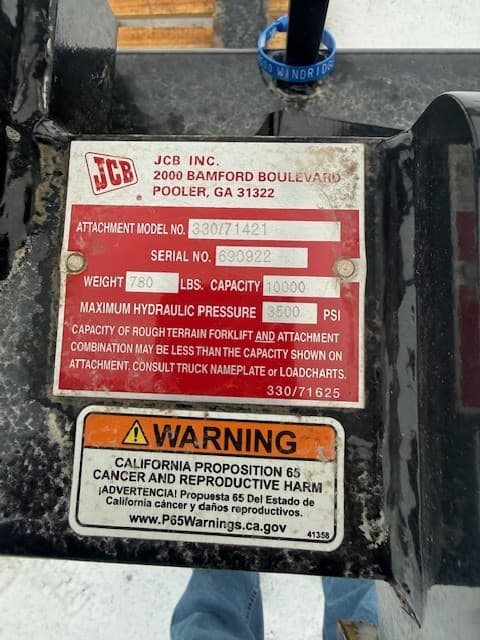 WINDRIDGE
JCB
JCB INC.
2000 BAMFORD BOULEVARD
POOLER, GA 31322
ATTACHMENT MODEL NO. 330/71421
SERIAL NO. 690922
WEIGHT 780 LBS. CAPACITY 10000
MAXIMUM HYDRAULIC PRESSURE 3500 PSI
CAPACITY OF ROUGH TERRAIN FORKLIFT AND ATTACHMENT
COMBINATION MAY BE LESS THAN THE CAPACITY SHOWN ON
ATTACHMENT. CONSULT TRUCK NAMEPLATE or LOADCHARTS.
330/71625
WARNING
CALIFORNIA PROPOSITION 65
CANCER AND REPRODUCTIVE HARM
¡ADVERTENCIA! Propuesta 65 Del Estado de
California cáncer y daños reproductivos.
www.P65Warnings.ca.gov
41358